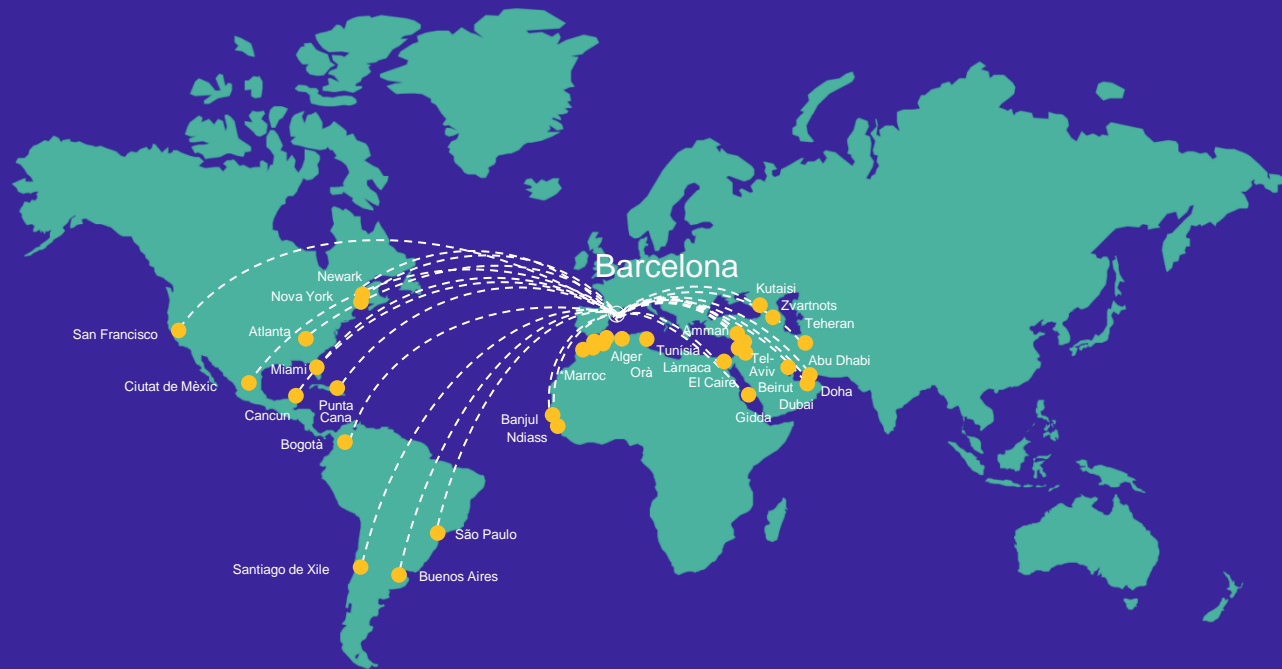 Barcelona
Newark
Nova York
San Francisco
Atlanta
Miami
Ciutat de Mèxic
Cancun
Punta
Cana
Bogotà
Santiago de Xile
São Paulo
Buenos Aires
Banjul
Ndiass
Marroc
Alger
Orà
Tunísia
Làrnaca
El Caire
Amman
Tel-
Aviv
Beirut
Gidda
Dubai
Doha
Abu Dhabi
Teheran
Zvartnots
Kutaisi